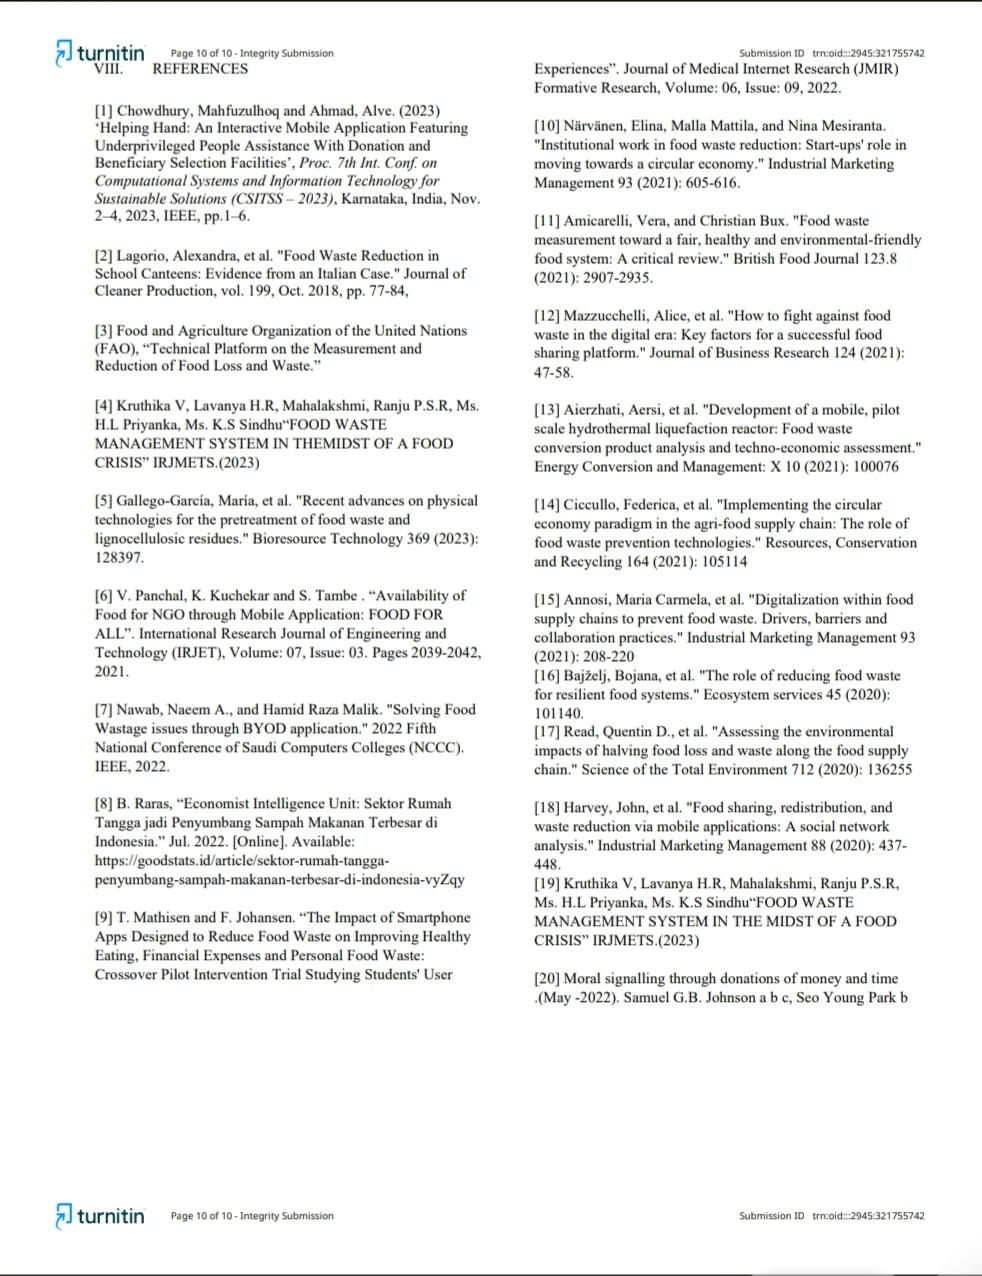 turnitin Page 10 of 10 - Integrity Submission
Submission ID trn:oid:::2945:321755742
VIII. REFERENCES
[1] Chowdhury, Mahfuzulhoq and Ahmad, Alve. (2023)
‘Helping Hand: An Interactive Mobile Application Featuring
Underprivileged People Assistance With Donation and
Beneficiary Selection Facilities’, Proc. 7th Int. Conf. on
Computational Systems and Information Technology for
Sustainable Solutions (CSITSS – 2023), Karnataka, India, Nov.
2–4, 2023, IEEE, pp.1–6.
[2] Lagorio, Alexandra, et al. "Food Waste Reduction in
School Canteens: Evidence from an Italian Case." Journal of
Cleaner Production, vol. 199, Oct. 2018, pp. 77-84,
[3] Food and Agriculture Organization of the United Nations
(FAO), “Technical Platform on the Measurement and
Reduction of Food Loss and Waste.”
[4] Kruthika V, Lavanya H.R, Mahalakshmi, Ranju P.S.R, Ms.
H.L Priyanka, Ms. K.S Sindhu“FOOD WASTE
MANAGEMENT SYSTEM IN THEMIDST OF A FOOD
CRISIS” IRJMETS.(2023)
[5] Gallego-García, María, et al. "Recent advances on physical
technologies for the pretreatment of food waste and
lignocellulosic residues." Bioresource Technology 369 (2023):
128397.
[6] V. Panchal, K. Kuchekar and S. Tambe . “Availability of
Food for NGO through Mobile Application: FOOD FOR
ALL”. International Research Journal of Engineering and
Technology (IRJET), Volume: 07, Issue: 03. Pages 2039-2042,
2021.
[7] Nawab, Naeem A., and Hamid Raza Malik. "Solving Food
Wastage issues through BYOD application." 2022 Fifth
National Conference of Saudi Computers Colleges (NCCC).
IEEE, 2022.
[8] B. Raras, “Economist Intelligence Unit: Sektor Rumah
Tangga jadi Penyumbang Sampah Makanan Terbesar di
Indonesia.” Jul. 2022. [Online]. Available:
https://goodstats.id/article/sektor-rumah-tangga-
penyumbang-sampah-makanan-terbesar-di-indonesia-vyZqy
[9] T. Mathisen and F. Johansen. “The Impact of Smartphone
Apps Designed to Reduce Food Waste on Improving Healthy
Eating, Financial Expenses and Personal Food Waste:
Crossover Pilot Intervention Trial Studying Students' User
Experiences”. Journal of Medical Internet Research (JMIR)
Formative Research, Volume: 06, Issue: 09, 2022.
[10] Närvänen, Elina, Malla Mattila, and Nina Mesiranta.
"Institutional work in food waste reduction: Start-ups' role in
moving towards a circular economy." Industrial Marketing
Management 93 (2021): 605-616.
[11] Amicarelli, Vera, and Christian Bux. "Food waste
measurement toward a fair, healthy and environmental-friendly
food system: A critical review." British Food Journal 123.8
(2021): 2907-2935.
[12] Mazzucchelli, Alice, et al. "How to fight against food
waste in the digital era: Key factors for a successful food
sharing platform." Journal of Business Research 124 (2021):
47-58.
[13] Aierzhati, Aersi, et al. "Development of a mobile, pilot
scale hydrothermal liquefaction reactor: Food waste
conversion product analysis and techno-economic assessment."
Energy Conversion and Management: X 10 (2021): 100076
[14] Ciccullo, Federica, et al. "Implementing the circular
economy paradigm in the agri-food supply chain: The role of
food waste prevention technologies." Resources, Conservation
and Recycling 164 (2021): 105114
[15] Annosi, Maria Carmela, et al. "Digitalization within food
supply chains to prevent food waste. Drivers, barriers and
collaboration practices." Industrial Marketing Management 93
(2021): 208-220
[16] Bajželj, Bojana, et al. "The role of reducing food waste
for resilient food systems." Ecosystem services 45 (2020):
101140.
[17] Read, Quentin D., et al. "Assessing the environmental
impacts of halving food loss and waste along the food supply
chain." Science of the Total Environment 712 (2020): 136255
[18] Harvey, John, et al. "Food sharing, redistribution, and
waste reduction via mobile applications: A social network
analysis." Industrial Marketing Management 88 (2020): 437-
448.
[19] Kruthika V, Lavanya H.R, Mahalakshmi, Ranju P.S.R,
Ms. H.L Priyanka, Ms. K.S Sindhu“FOOD WASTE
MANAGEMENT SYSTEM IN THE MIDST OF A FOOD
CRISIS” IRJMETS.(2023)
[20] Moral signalling through donations of money and time
.(May -2022). Samuel G.B. Johnson a b c, Seo Young Park b
turnitin Page 10 of 10 - Integrity Submission
Submission ID trn:oid:::2945:321755742